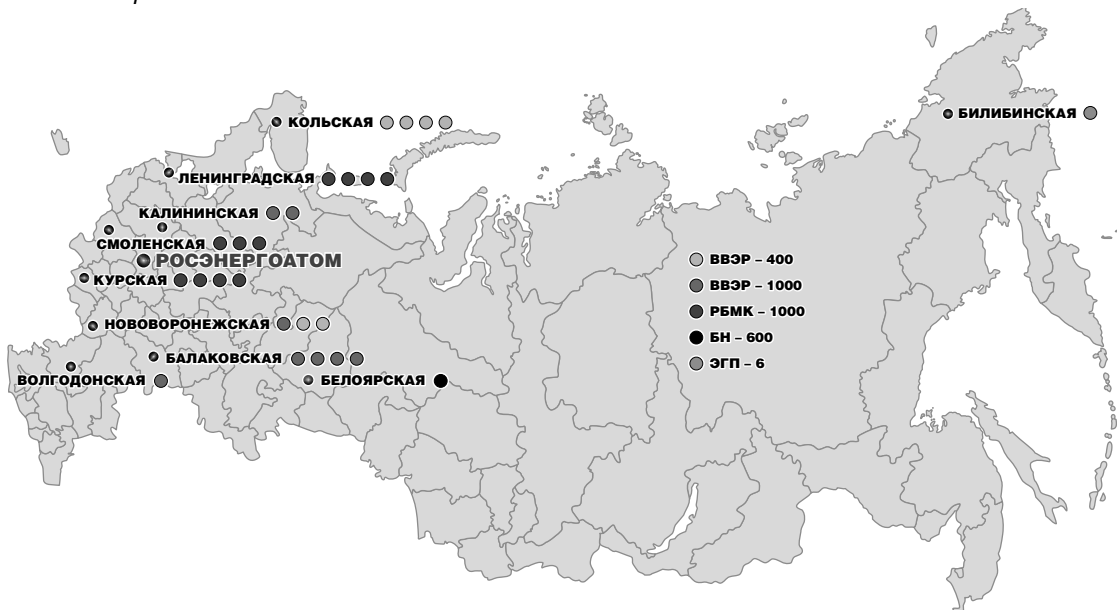 КОЛЬСКАЯ
БИЛИБИНСКАЯ
ЛЕНИНГРАДСКАЯ
КАЛИНИНСКАЯ
СМОЛЕНСКАЯ
РОСЭНЕРГОАТОМ
КУРСКАЯ
НОВОВОРОНЕЖСКАЯ
БАЛАКОВСКАЯ
ВОЛГОДОНСКАЯ
БЕЛОЯРСКАЯ
ВВЭР – 400
ВВЭР – 1000
РБМК – 1000
БН – 600
ЭГП – 6